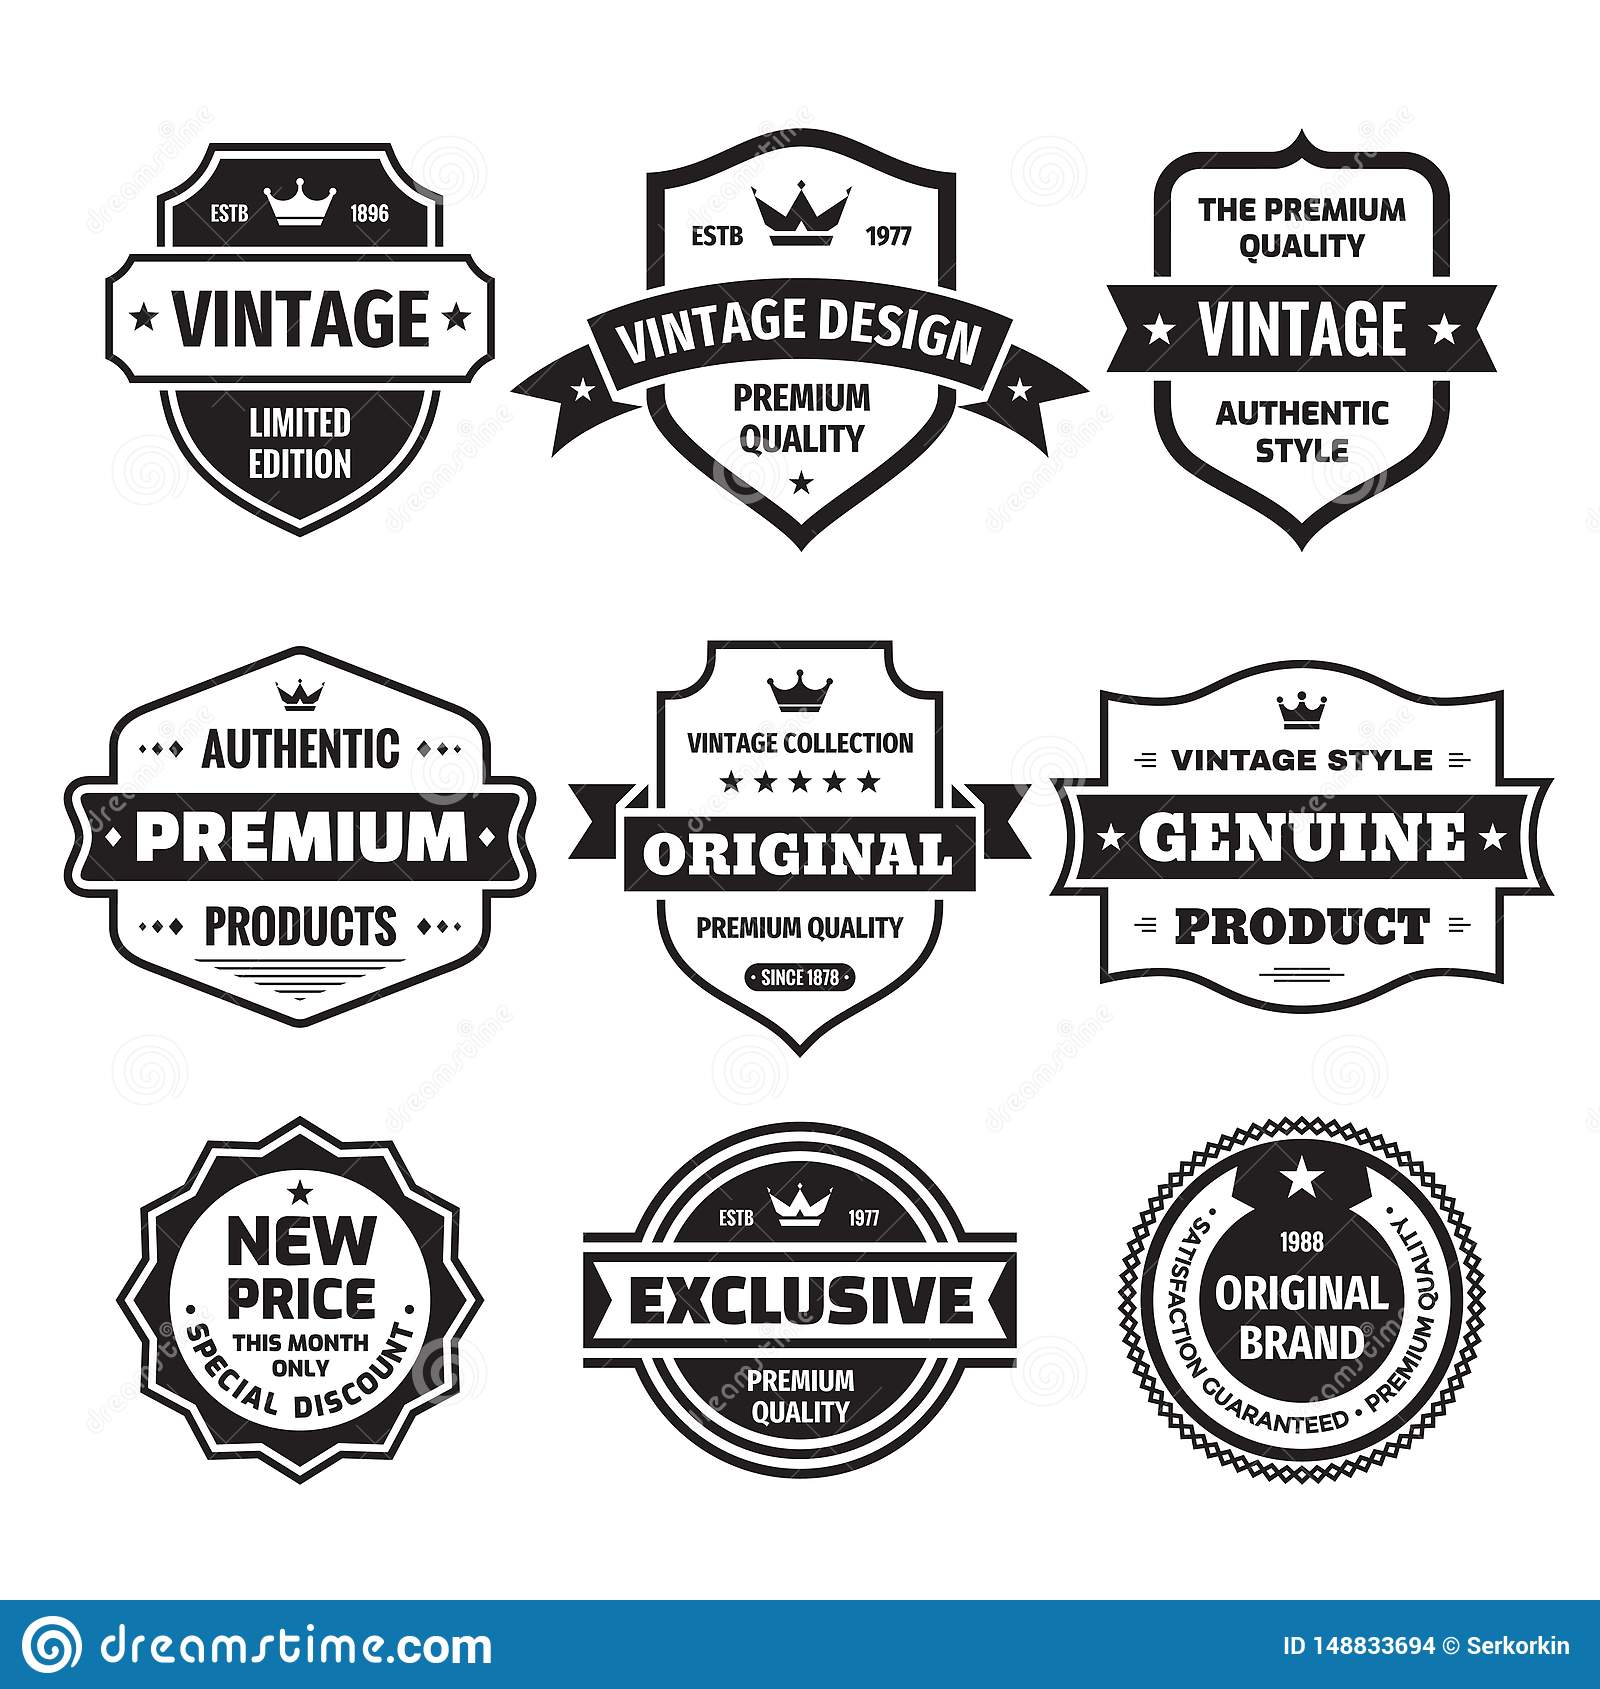 ESTB 1896
VINTAGE
LIMITED
EDITION
ESTB 1977
VINTAGE DESIGN
PREMIUM
QUALITY
THE PREMIUM
QUALITY
VINTAGE
AUTHENTIC
STYLE
AUTHENTIC
PREMIUM
PRODUCTS
VINTAGE COLLECTION
ORIGINAL
PREMIUM QUALITY
• SINCE 1878 •
VINTAGE STYLE
GENUINE
PRODUCT
NEW
PRICE
THIS MONTH
ONLY
• SPECIAL DISCOUNT •
ESTB 1977
EXCLUSIVE
PREMIUM
QUALITY
1988
ORIGINAL
BRAND
• SATISFACTION GUARANTEED • PREMIUM QUALITY •
dreamstime.com
ID 148833694 © Serkorkin